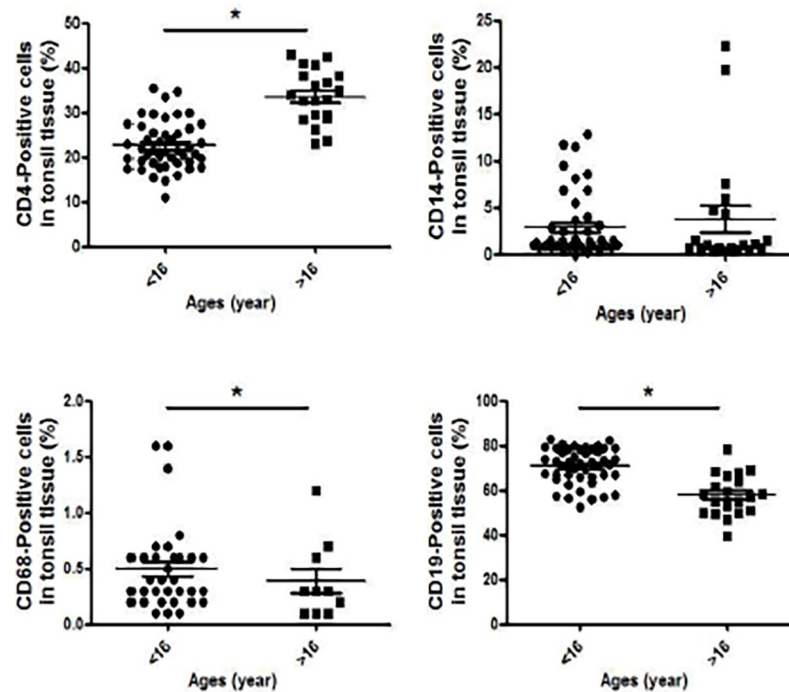 CD4-Positive cells
In tonsil tissue (%)
50
40
30
20
10
0
*
<16
>16
Ages (year)
CD14-Positive cells
In tonsil tissue (%)
25
20
15
10
5
0
<16
>16
Ages (year)
CD68-Positive cells
In tonsil tissue (%)
2.0
1.5
1.0
0.5
0.0
*
<16
>16
Ages (year)
CD19-Positive cells
In tonsil tissue (%)
100
80
60
40
20
0
*
<16
>16
Ages (year)